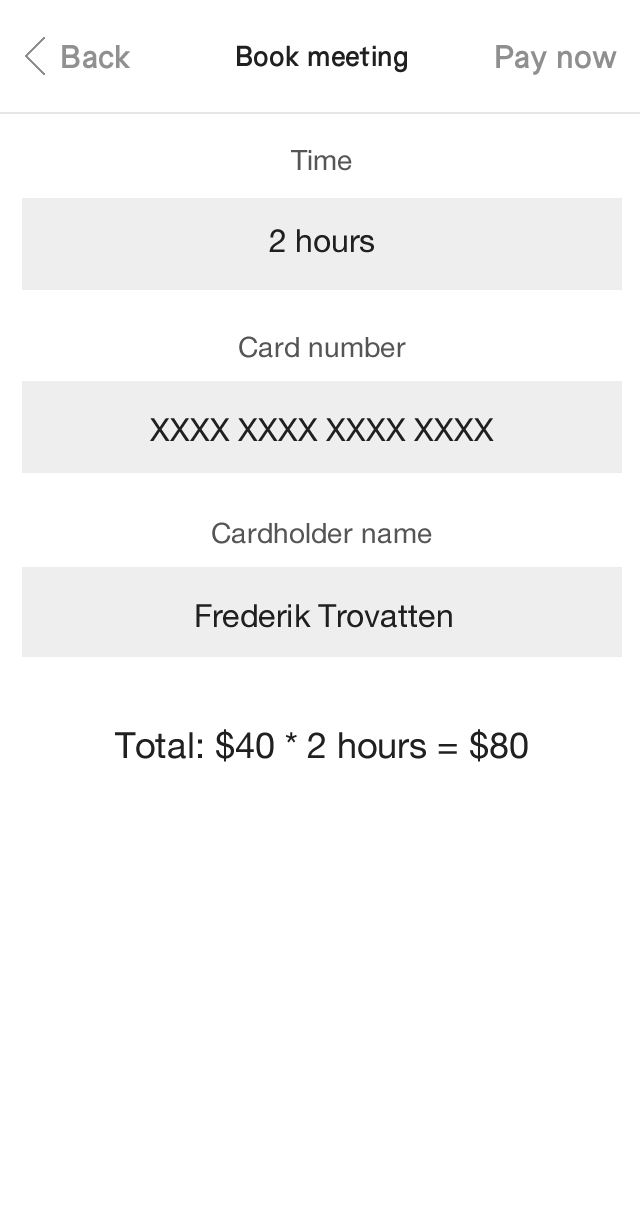 Back Book meeting Pay now
Time
2 hours
Card number
XXXX XXXX XXXX XXXX
Cardholder name
Frederik Trovatten
Total: $40 * 2 hours = $80